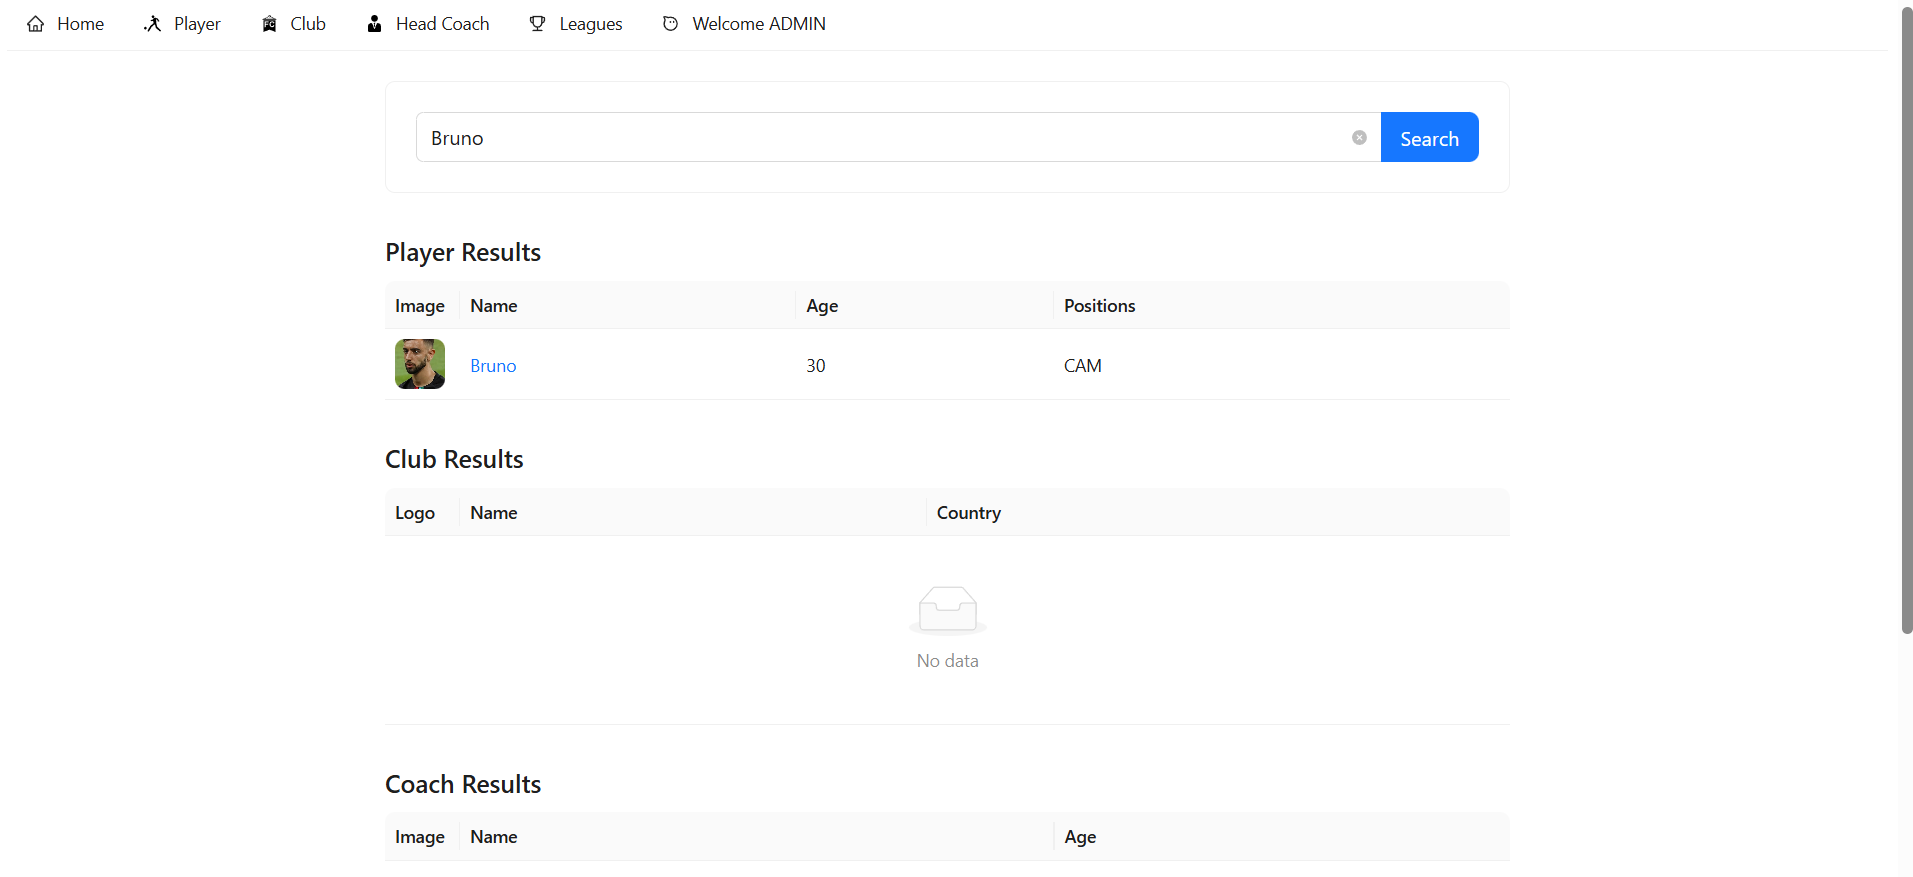 Home Player Club Head Coach Leagues Welcome ADMIN
Bruno Search
Player Results
Image Name Age Positions
Bruno 30 CAM
Club Results
Logo Name Country
No data
Coach Results
Image Name Age